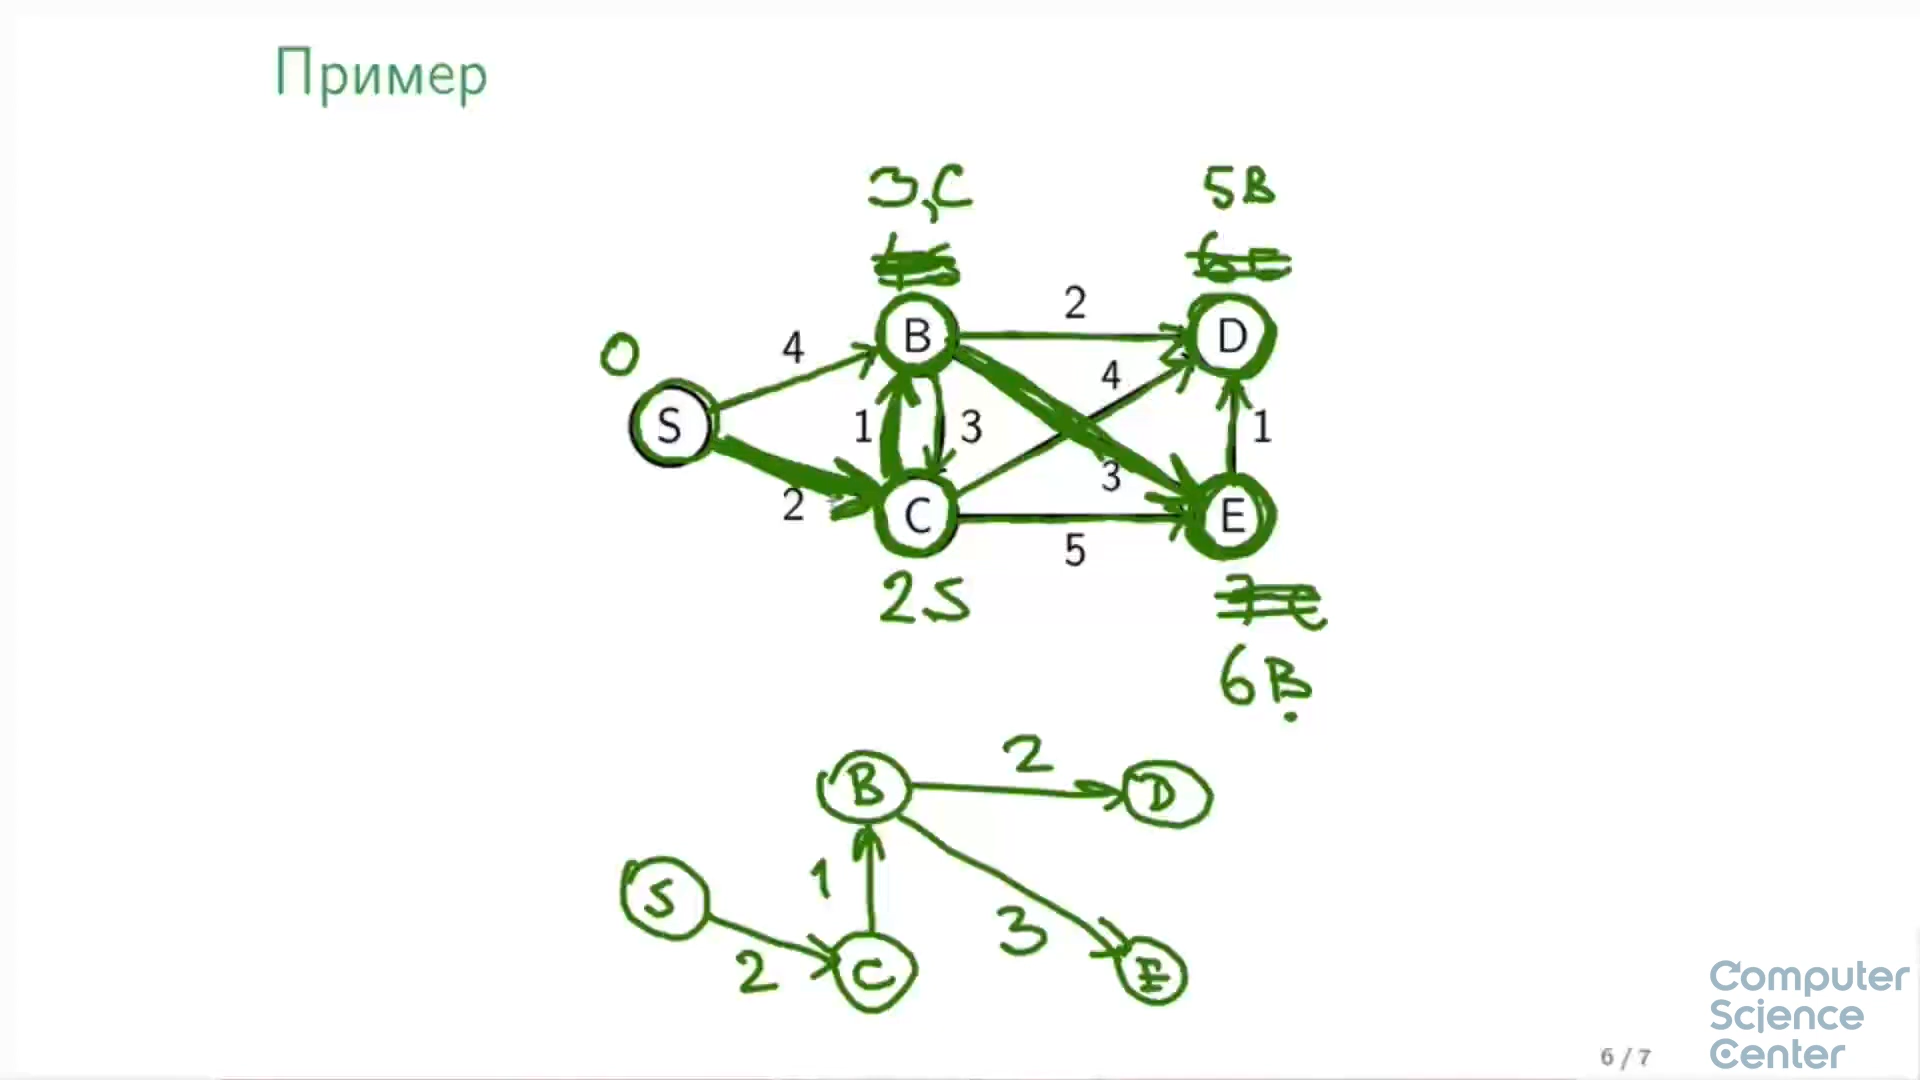 Пример
3,C 5B
6E
2
0 4 B D
4
S 1 3 1
3
2 C E
5
2S
6B
2
B D
1
S 3
2 C E
Computer
Science
Center
6 / 7